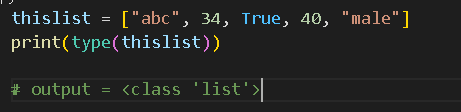 thislist = ["abc", 34, True, 40, "male"]
print(type(thislist))
# output = <class 'list'>